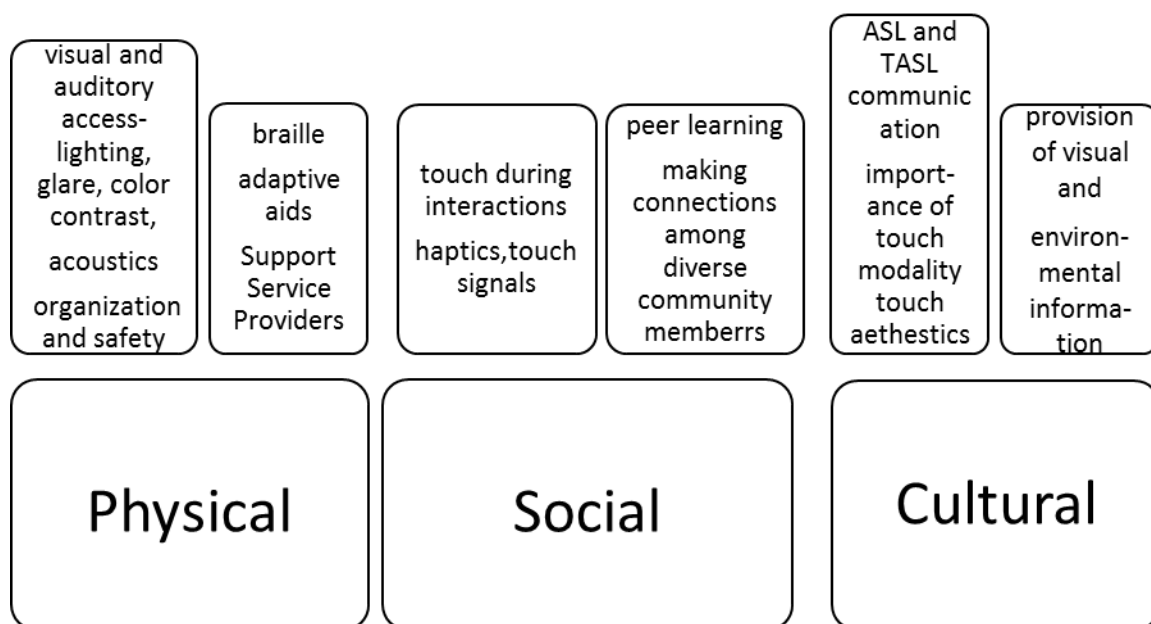 visual and
auditory
access-
lighting,
glare, color
contrast,
acoustics
organization
and safety
braille
adaptive
aids
Support
Service
Providers
touch during
interactions
haptics,touch
signals
peer learning
making
connections
among
diverse
community
memberrs
ASL and
TASL
communic
ation
import-
ance of
touch
modality
touch
aethestics
provision
of visual
and
environ-
mental
informa-
tion
Physical
Social
Cultural